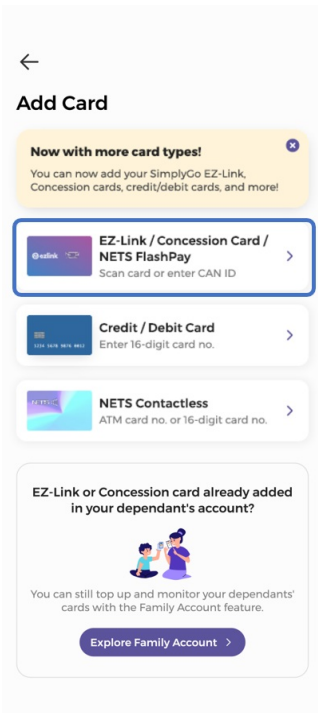 Add Card
Now with more card types!
You can now add your SimplyGo EZ-Link,
Concession cards, credit/debit cards, and more!
ezlink
EZ-Link / Concession Card /
NETS FlashPay
Scan card or enter CAN ID
Credit / Debit Card
Enter 16-digit card no.
NETS Contactless
ATM card no. or 16-digit card no.
EZ-Link or Concession card already added
in your dependant's account?
You can still top up and monitor your dependants'
cards with the Family Account feature.
Explore Family Account